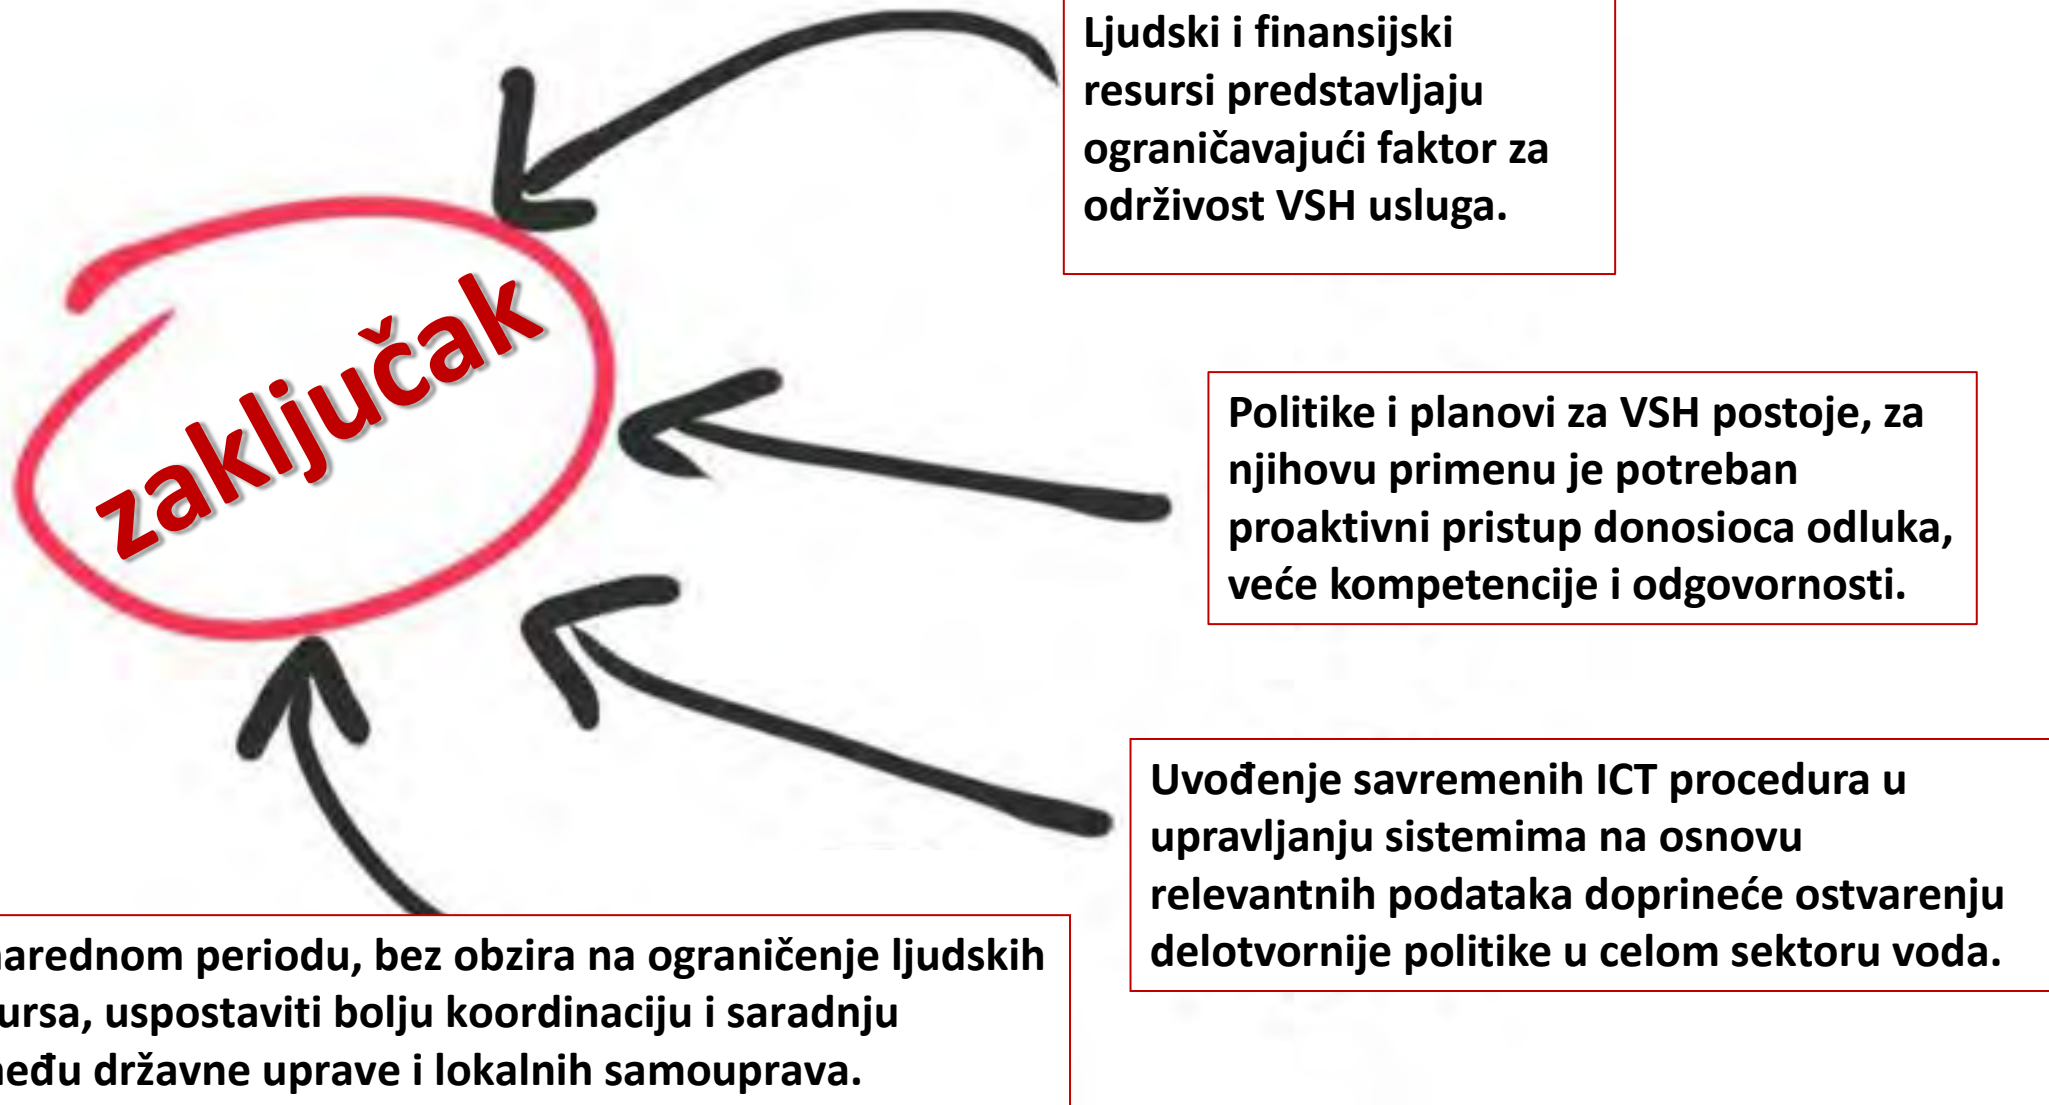 Ljudski i finansijski
resursi predstavljaju
ograničavajući faktor za
održivost VSH usluga.
zaključak
Politike i planovi za VSH postoje, za
njihovu primenu je potreban
proaktivni pristup donosioca odluka,
veće kompetencije i odgovornosti.
Uvođenje savremenih ICT procedura u
upravljanju sistemima na osnovu
relevantnih podataka doprineće ostvarenju
delotvornije politike u celom sektoru voda.
narednom periodu, bez obzira na ograničenje ljudskih
ursa, uspostaviti bolju koordinaciju i saradnju
među državne uprave i lokalnih samouprava.